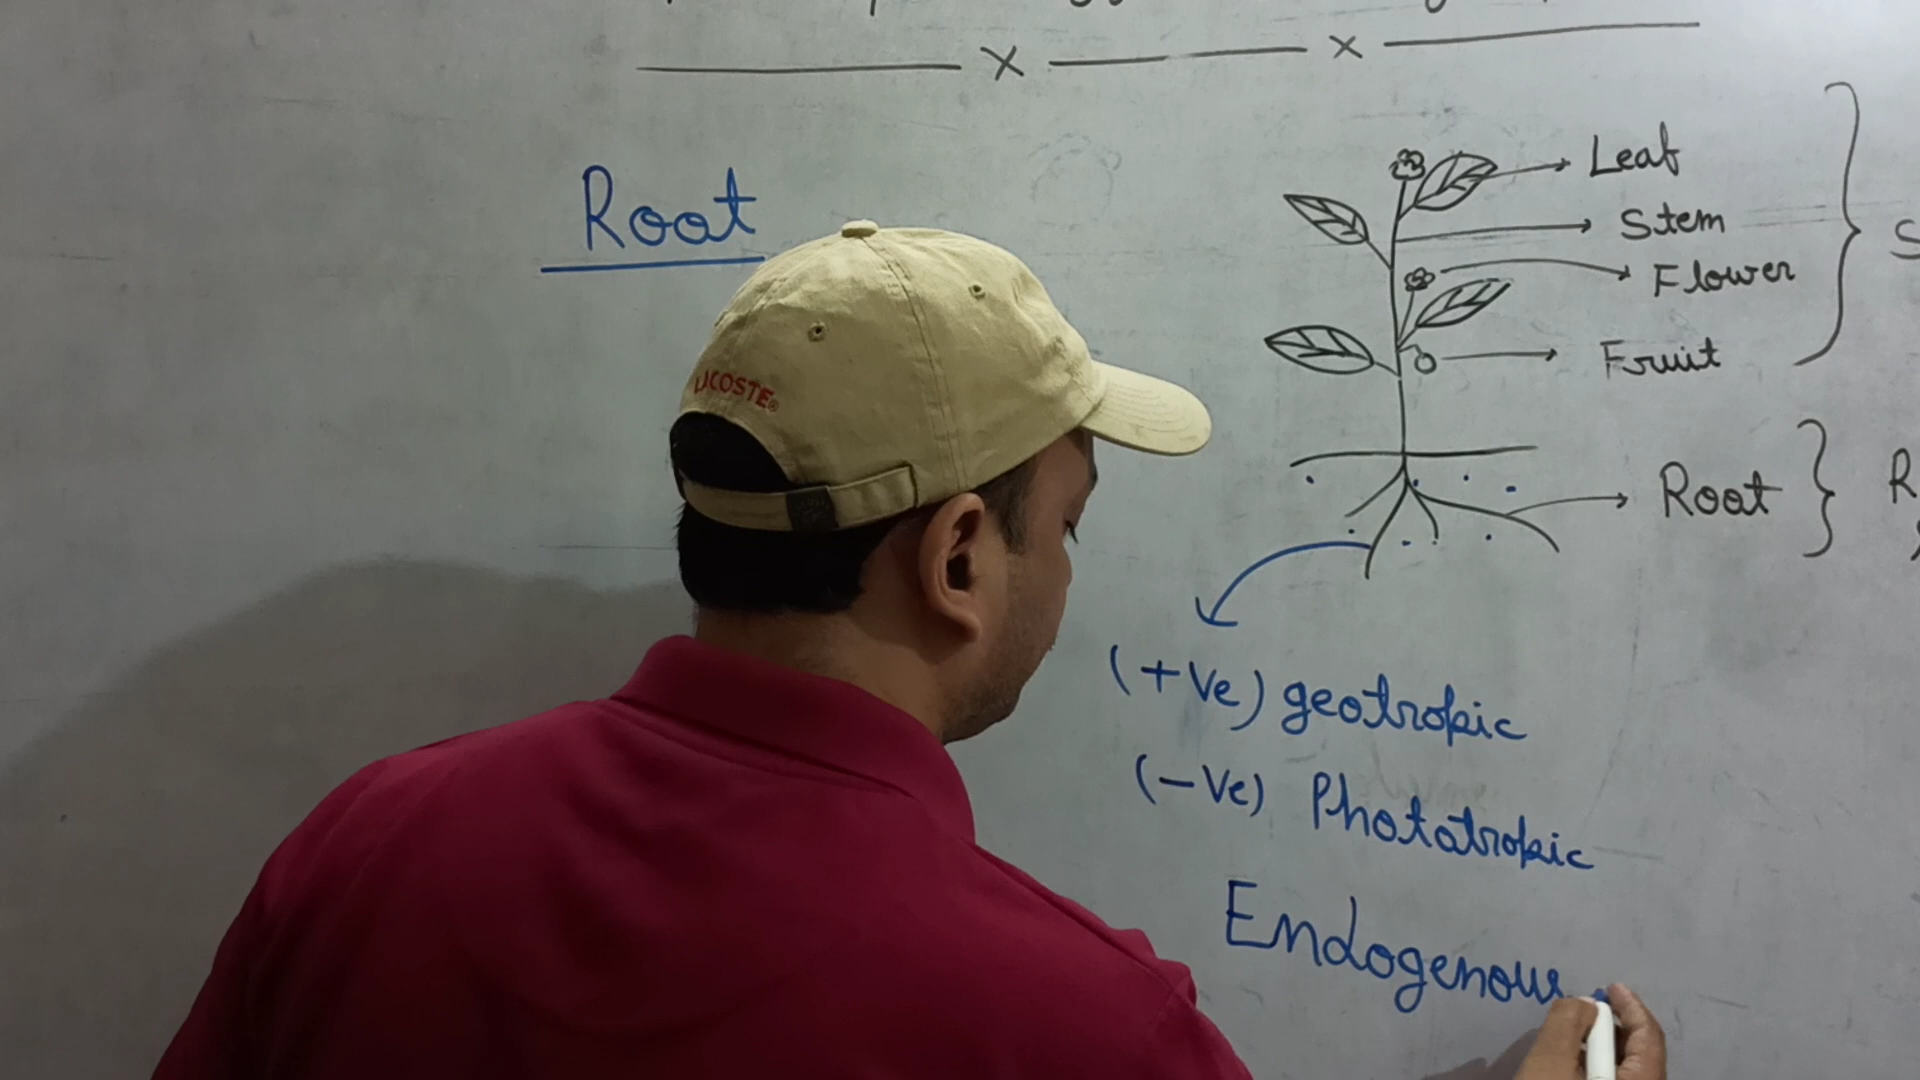 x x
Root
Leaf
Stem
Flower
Fruit
Root
LACOSTE
(+Ve) geotropic
(-Ve) Phototropic
Endogenous